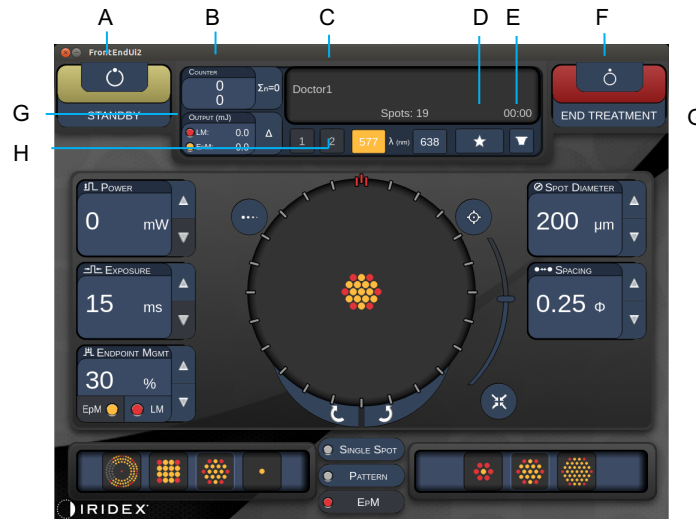 A
B
C
D
E
F
G
H
FrontEndUi2
STANDBY
COUNTER
0
0
Σn=0
OUTPUT (mJ)
LM: 0.0
EPM: 0.0
Δ
Doctor1
Spots: 19 00:00
1 2 577 λ (nm) 638
END TREATMENT
POWER
0 mW
EXPOSURE
15 ms
ENDPOINT MGMT
30 %
EpM LM
SPOT DIAMETER
200 µm
SPACING
0.25 Φ
SINGLE SPOT
PATTERN
EPM
IRIDEX